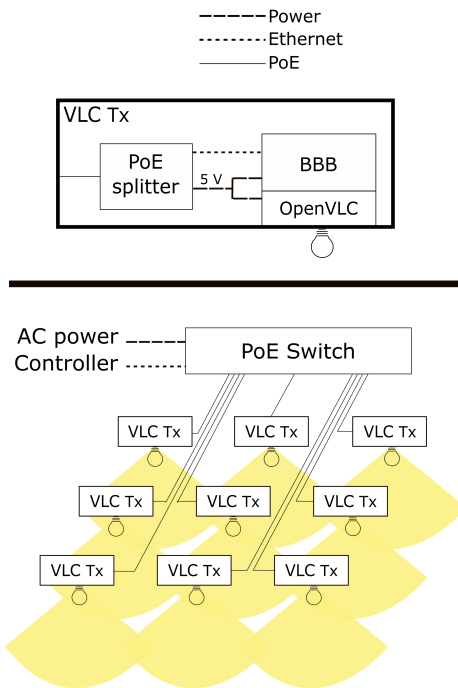 Power
Ethernet
PoE
VLC Tx
PoE
splitter
5 V
BBB
OpenVLC
AC power
Controller
PoE Switch
VLC Tx
VLC Tx
VLC Tx
VLC Tx
VLC Tx
VLC Tx
VLC Tx
VLC Tx
VLC Tx